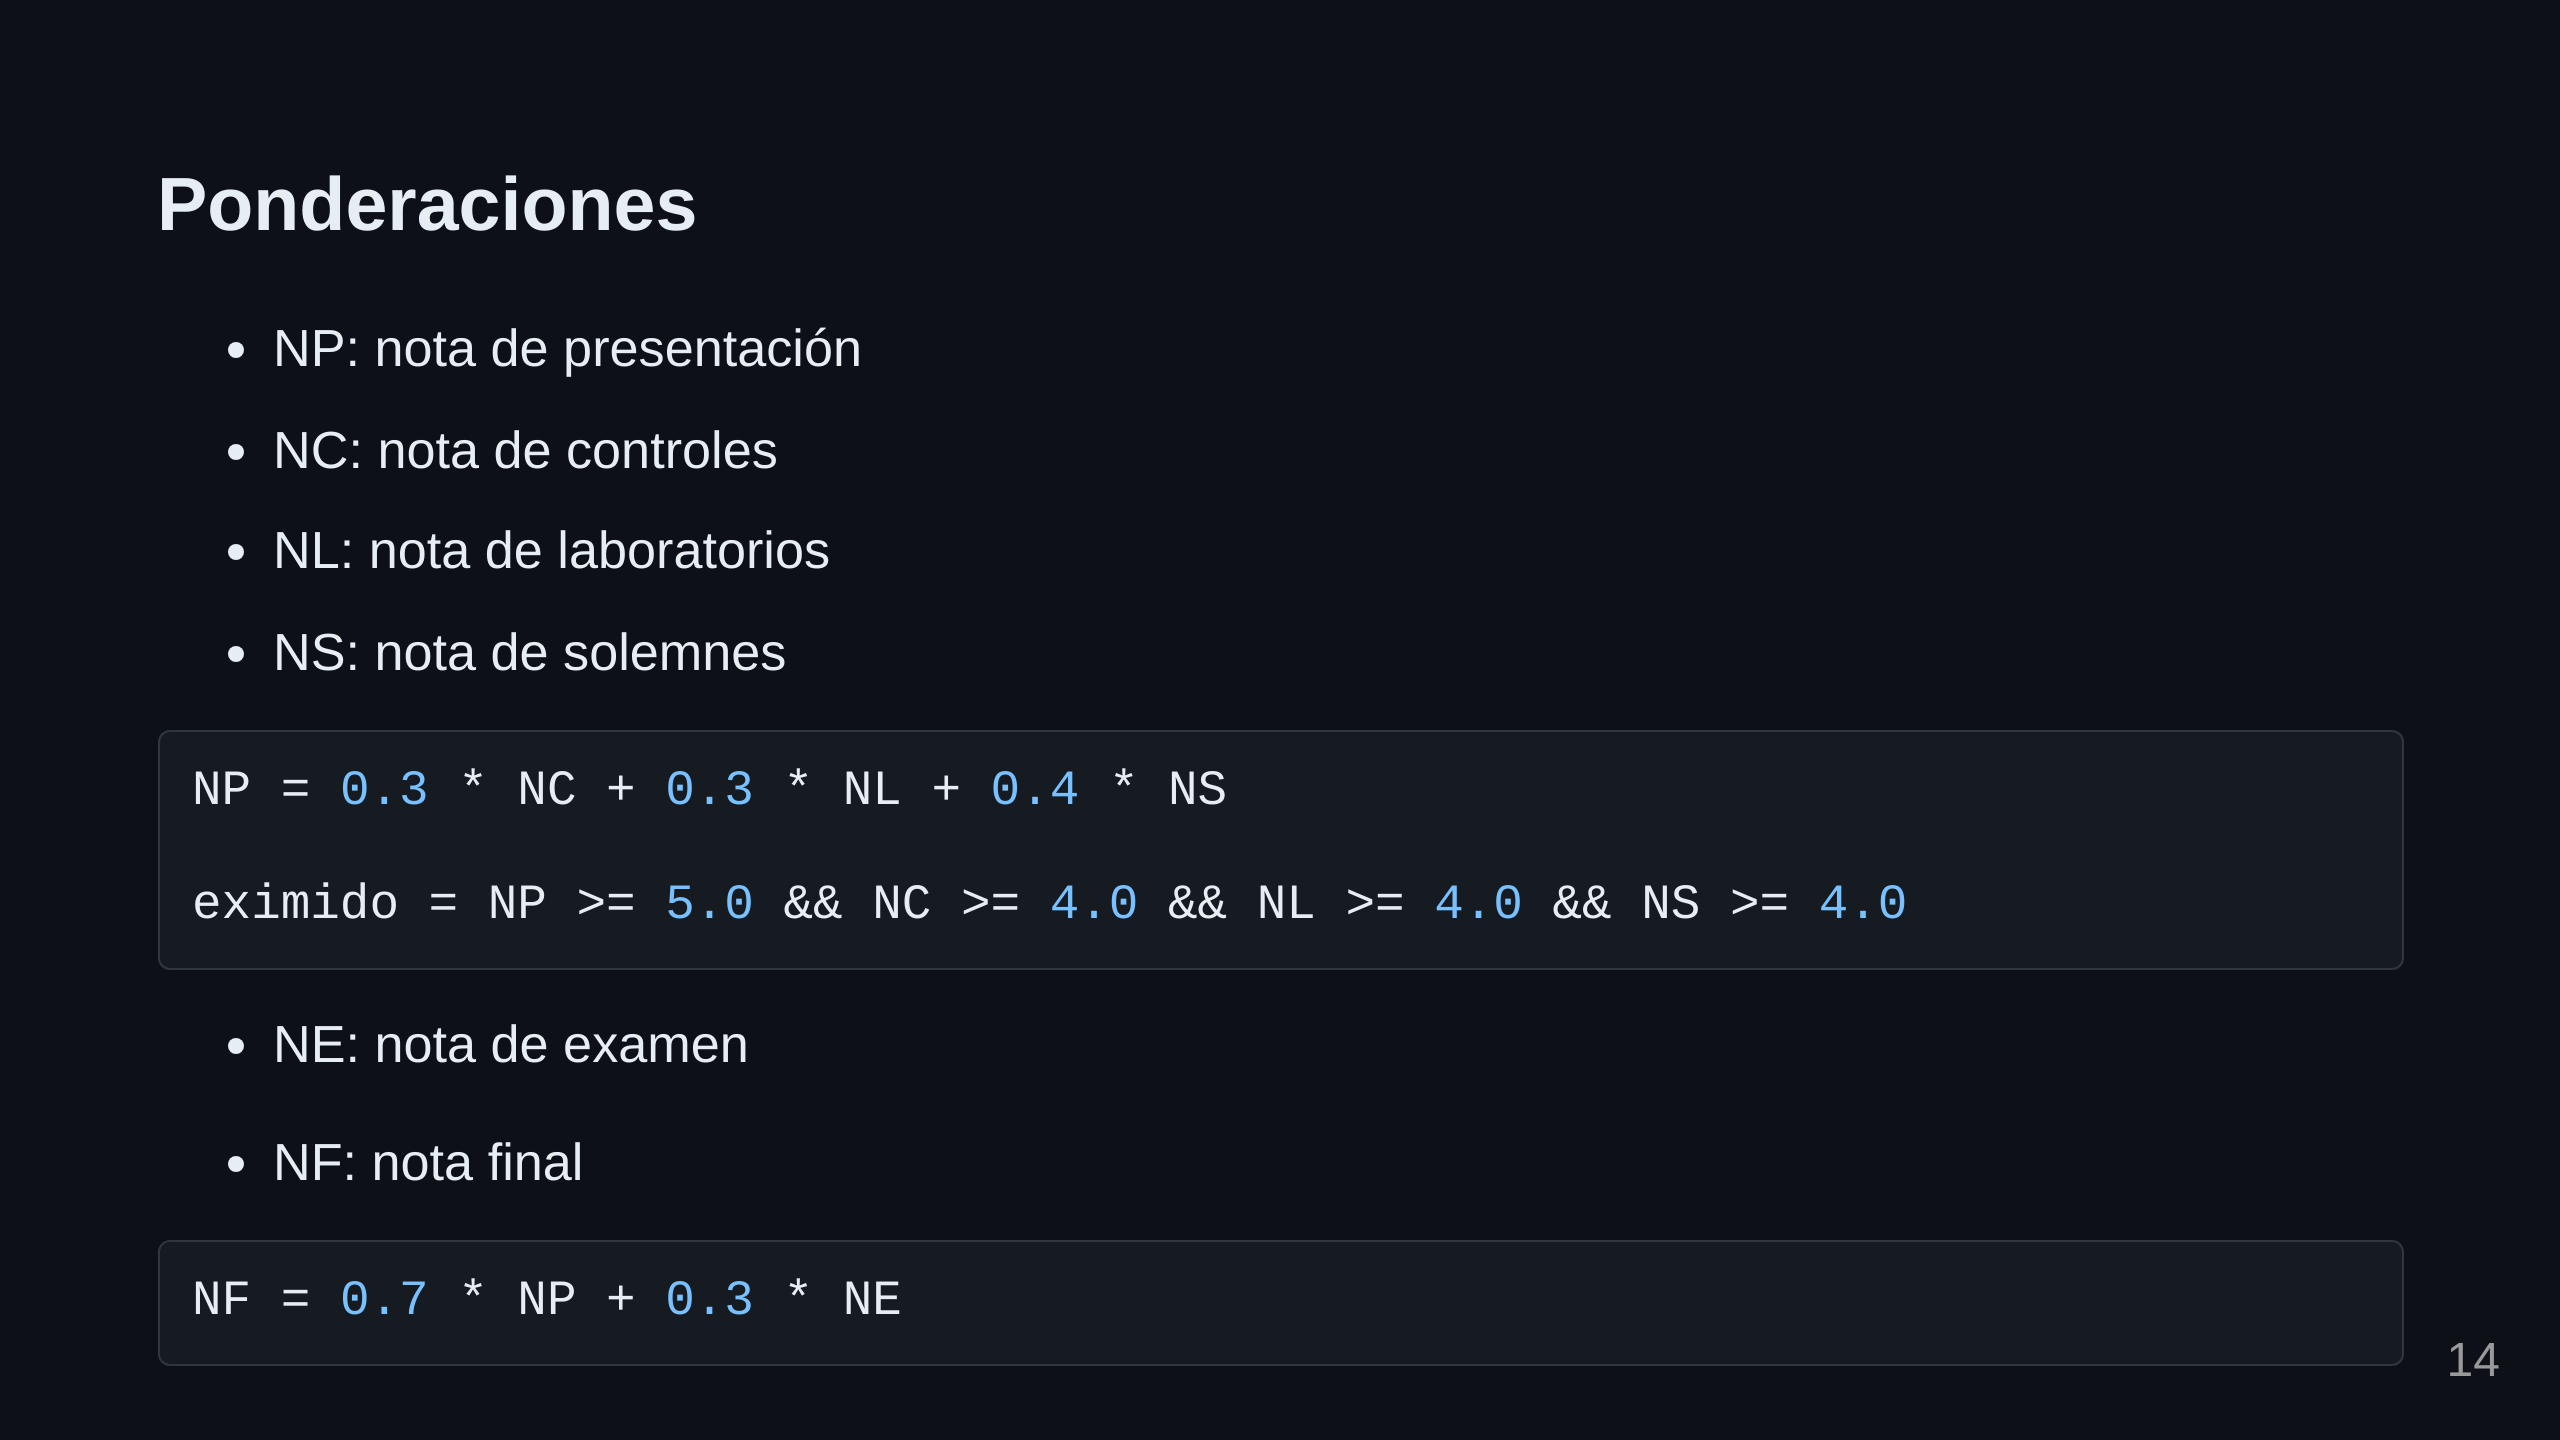 Ponderaciones
• NP: nota de presentación
• NC: nota de controles
• NL: nota de laboratorios
• NS: nota de solemnes
NP = 0.3 * NC + 0.3 * NL + 0.4 * NS
eximido = NP >= 5.0 && NC >= 4.0 && NL >= 4.0 && NS >= 4.0
• NE: nota de examen
• NF: nota final
NF = 0.7 * NP + 0.3 * NE
14